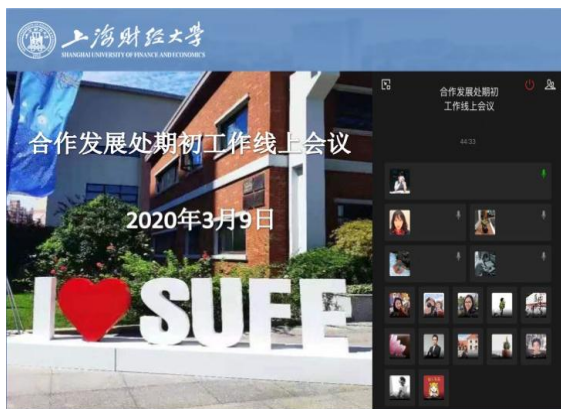 上海财经大学
SHANGHAI UNIVERSITY OF FINANCE AND ECONOMICS
合作发展处期初工作线上会议
2020年3月9日
I SUFE
合作发展处期初
工作线上会议
44:33